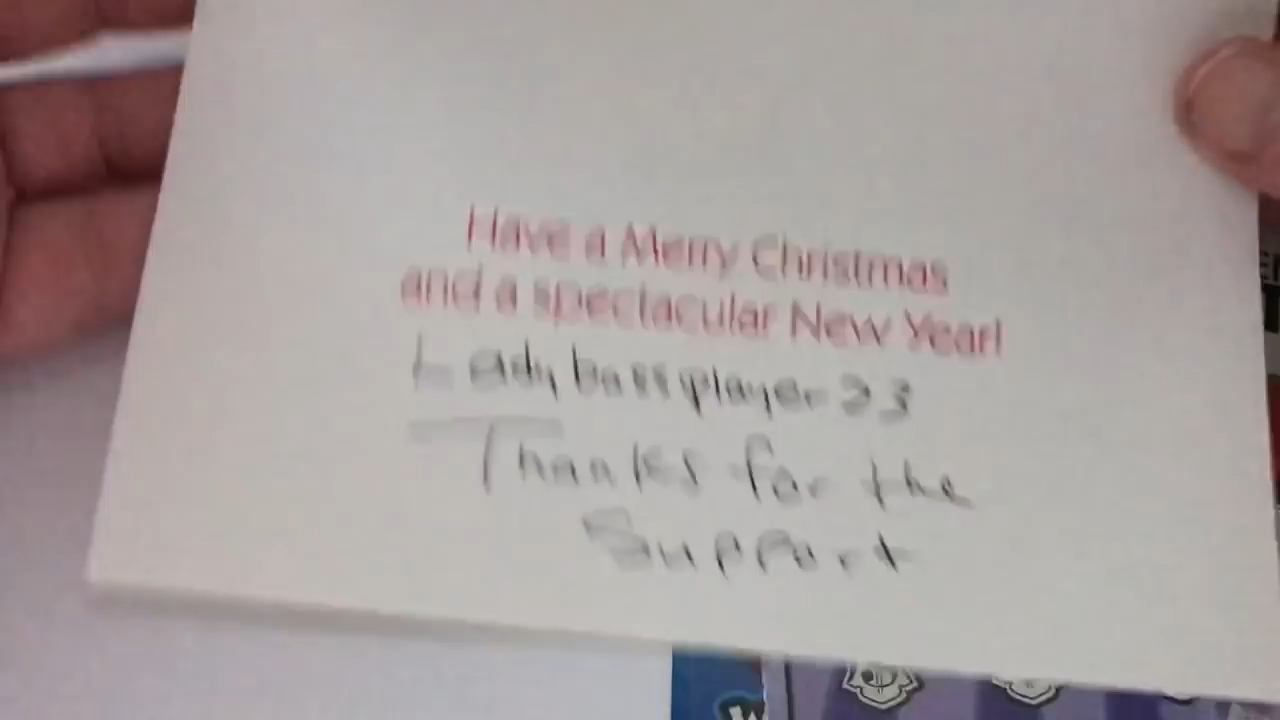 Have a Merry Christmas
and a spectacular New Year!
Ladybassplayer23
Thanks for the
Support